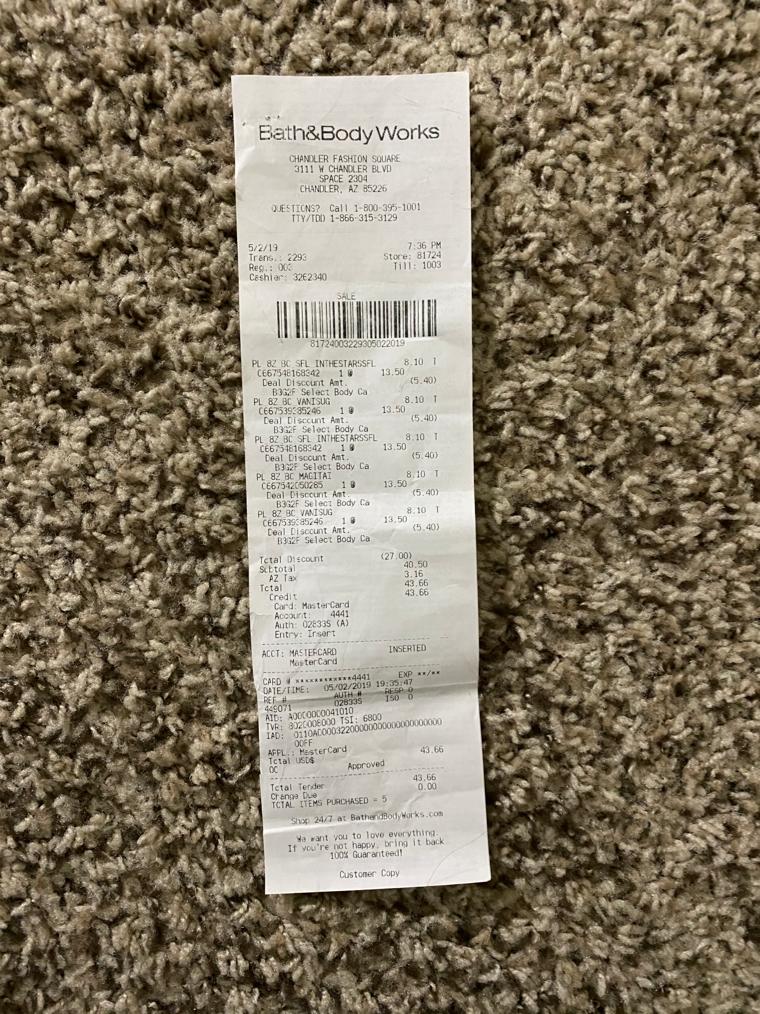 Bath&Body Works
CHANDLER FASHION SQUARE
3111 W CHANDLER BLVD
SPACE 2304
CHANDLER, AZ 85226
QUESTIONS? Call 1-800-395-1001
TTY/TDD 1-866-315-3129
5/2/19 7:36 PM
Trans.: 2293 Store: 81724
Reg.: 003 Till: 1003
Cashier: 3262340
SALE
81724003229305022019
PL 8Z BC SFL INTHESTARSSFL 8.10 T
C667548168342 1 @ 13.50
Deal Discount Amt. (5.40)
B3G2F Select Body Ca
PL 8Z BC VANISUG 8.10 T
C667539385246 1 @ 13.50
Deal Discount Amt. (5.40)
B3G2F Select Body Ca
PL 8Z BC SFL INTHESTARSSFL 8.10 T
C667548168342 1 @ 13.50
Deal Discount Amt. (5.40)
B3G2F Select Body Ca
PL 8Z BC MAGITAI 8.10 T
C667542050285 1 @ 13.50
Deal Discount Amt. (5.40)
B3G2F Select Body Ca
PL 8Z BC VANISUG 8.10 T
C667539385246 1 @ 13.50
Deal Discount Amt. (5.40)
B3G2F Select Body Ca
Total Discount (27.00)
Subtotal 40.50
AZ Tax 3.16
Total 43.66
Credit 43.66
Card: MasterCard
Account: 4441
Auth: 02833S (A)
Entry: Insert
ACCT: MASTERCARD INSERTED
MasterCard
CARD # ************4441 EXP **/**
DATE/TIME: 05/02/2019 19:35:47
REF # AUTH # RESP 0
449071 02833S ISO 0
AID: A0000000041010
TVR: 8020008000 TSI: 6800
IAD:
00FF
APPL.: MasterCard
Total USD$ 43.66
OC Approved
Total Tender 43.66
Change Due 0.00
TOTAL ITEMS PURCHASED = 5
Shop 24/7 at BathandBodyWorks.com
We want you to love everything.
If you're not happy, bring it back
100% Guaranteed!
Customer Copy